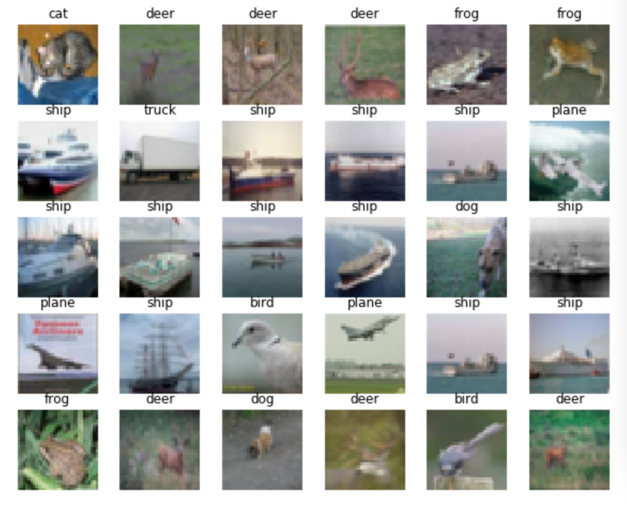 cat deer deer deer frog frog
ship truck ship ship ship plane
ship ship ship ship dog ship
plane ship bird plane ship ship
frog deer dog deer bird deer